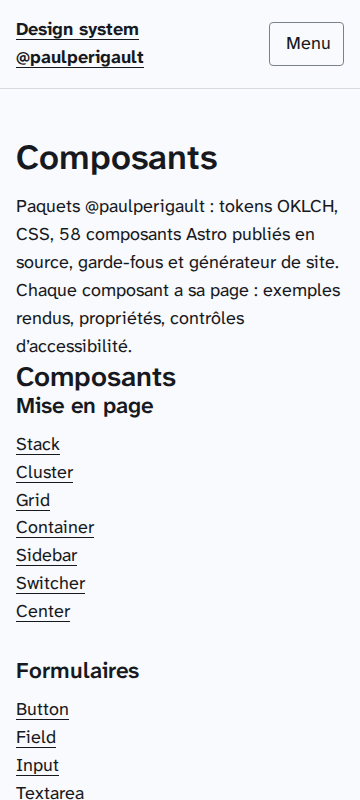 Design system
@paulperigault
Menu
Composants
Paquets @paulperigault : tokens OKLCH,
CSS, 58 composants Astro publiés en
source, garde-fous et générateur de site.
Chaque composant a sa page : exemples
rendus, propriétés, contrôles
d’accessibilité.
Composants
Mise en page
Stack
Cluster
Grid
Container
Sidebar
Switcher
Center
Formulaires
Button
Field
Input
Textarea